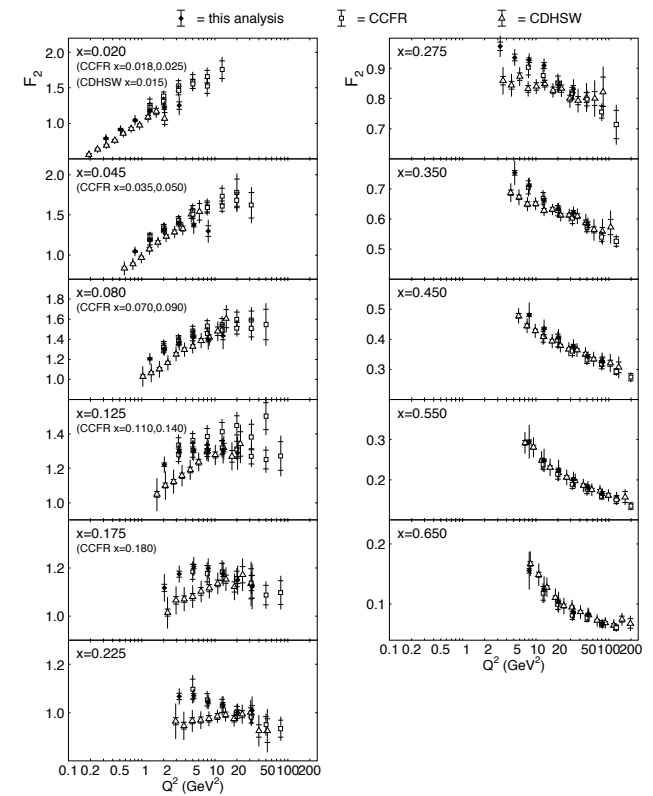 = this analysis = CCFR = CDHSW
F2
x=0.020
(CCFR x=0.018,0.025)
(CDHSW x=0.015)
2.0
1.5
1.0
x=0.045
(CCFR x=0.035,0.050)
2.0
1.5
1.0
x=0.080
(CCFR x=0.070,0.090)
1.8
1.6
1.4
1.2
1.0
x=0.125
(CCFR x=0.110,0.140)
1.4
1.2
1.0
x=0.175
(CCFR x=0.180)
1.2
1.0
x=0.225
1.2
1.0
0.1 0.2 0.5 1 2 5 10 20 50 100 200
Q2 (GeV2)
F2
x=0.275
0.9
0.8
0.7
x=0.350
0.7
0.6
0.5
x=0.450
0.5
0.4
0.3
x=0.550
0.3
0.2
x=0.650
0.2
0.1
0.1 0.2 0.5 1 2 5 10 20 50 100 200
Q2 (GeV2)